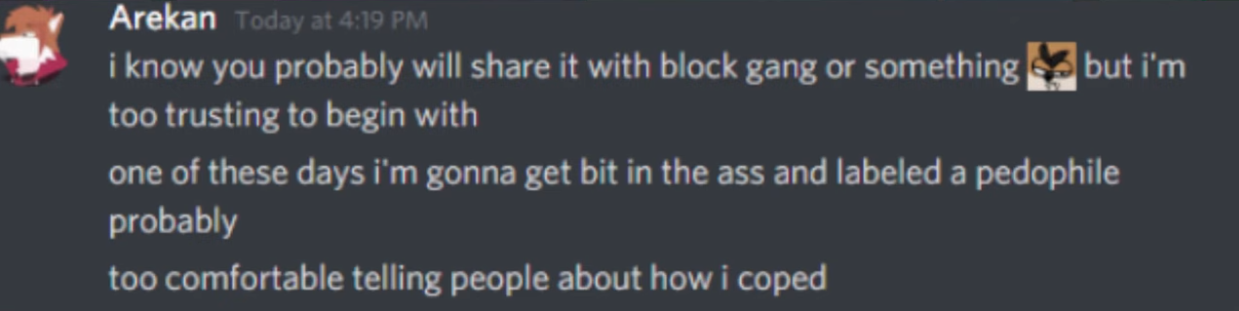 Arekan Today at 4:19 PM
i know you probably will share it with block gang or something but i'm
too trusting to begin with
one of these days i'm gonna get bit in the ass and labeled a pedophile
probably
too comfortable telling people about how i coped